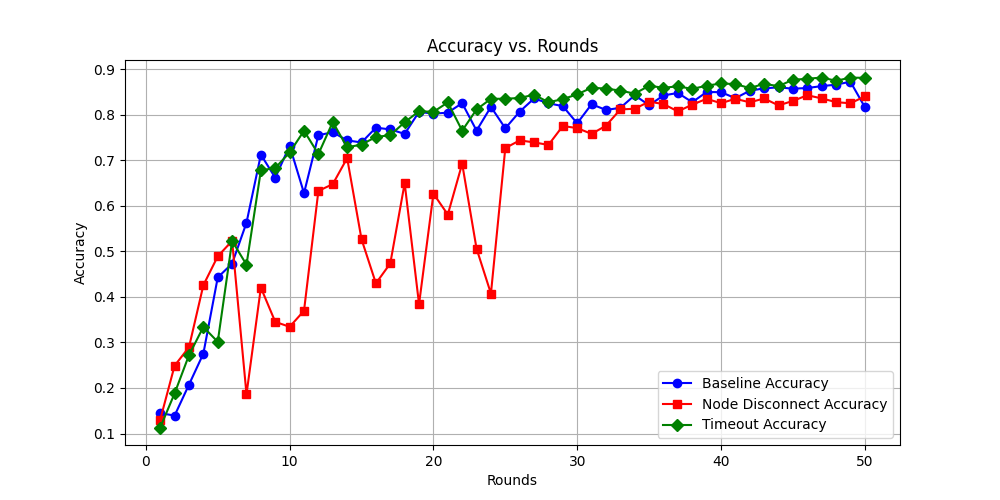 Accuracy vs. Rounds
Accuracy
0.9
0.8
0.7
0.6
0.5
0.4
0.3
0.2
0.1
0 10 20 30 40 50
Rounds
Baseline Accuracy
Node Disconnect Accuracy
Timeout Accuracy